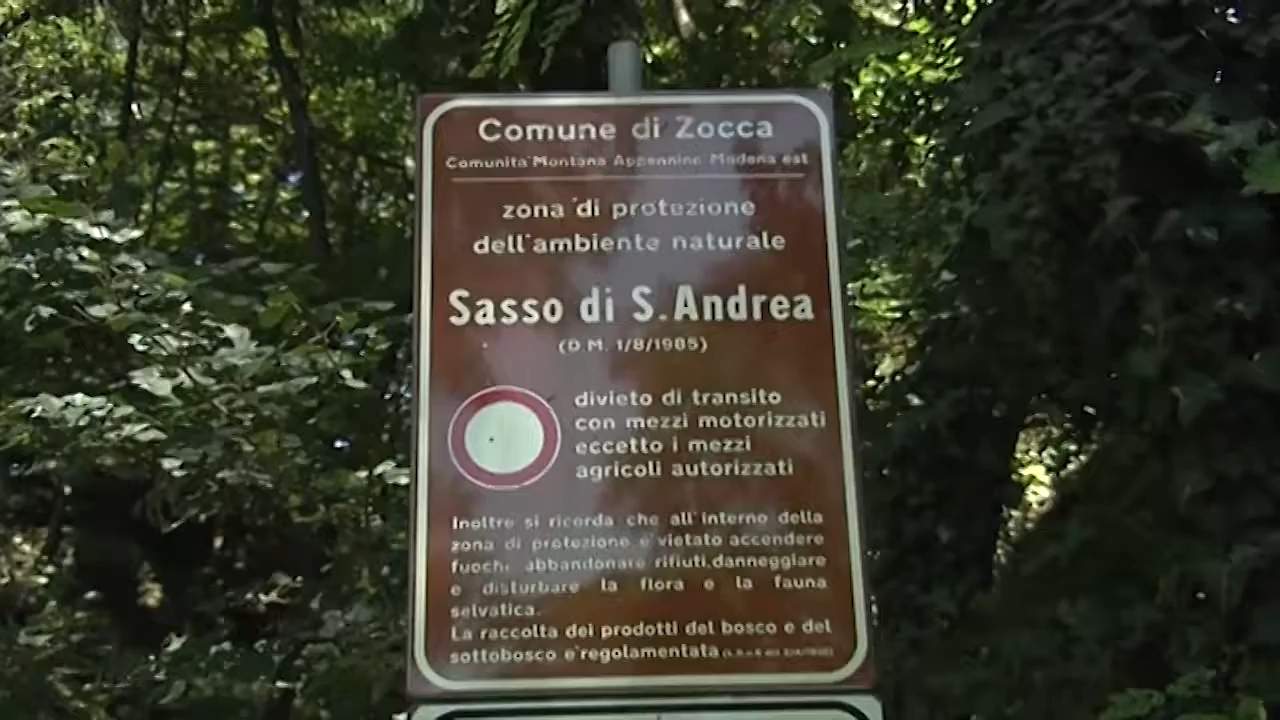 Comune di Zocca
Comunita' Montana Appennino Modena est
zona di protezione
dell'ambiente naturale
Sasso di S.Andrea
(D.M. 1/8/1985)
divieto di transito
con mezzi motorizzati
eccetto i mezzi
agricoli autorizzati
Inoltre si ricorda che all'interno della
zona di protezione e' vietato accendere
fuochi abbandonare rifiuti,danneggiare
e disturbare la flora e la fauna
selvatica.
La raccolta dei prodotti del bosco e del
sottobosco e' regolamentata